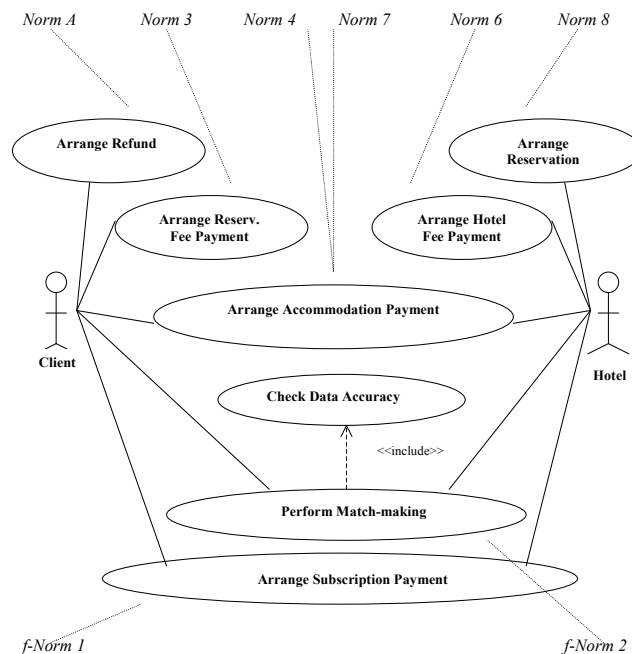 Norm A
Norm 3
Norm 4
Norm 7
Norm 6
Norm 8
Arrange Refund
Arrange
Reservation
Arrange Reserv.
Fee Payment
Arrange Hotel
Fee Payment
Arrange Accommodation Payment
Client
Hotel
Check Data Accuracy
<<include>>
Perform Match-making
Arrange Subscription Payment
f-Norm 1
f-Norm 2